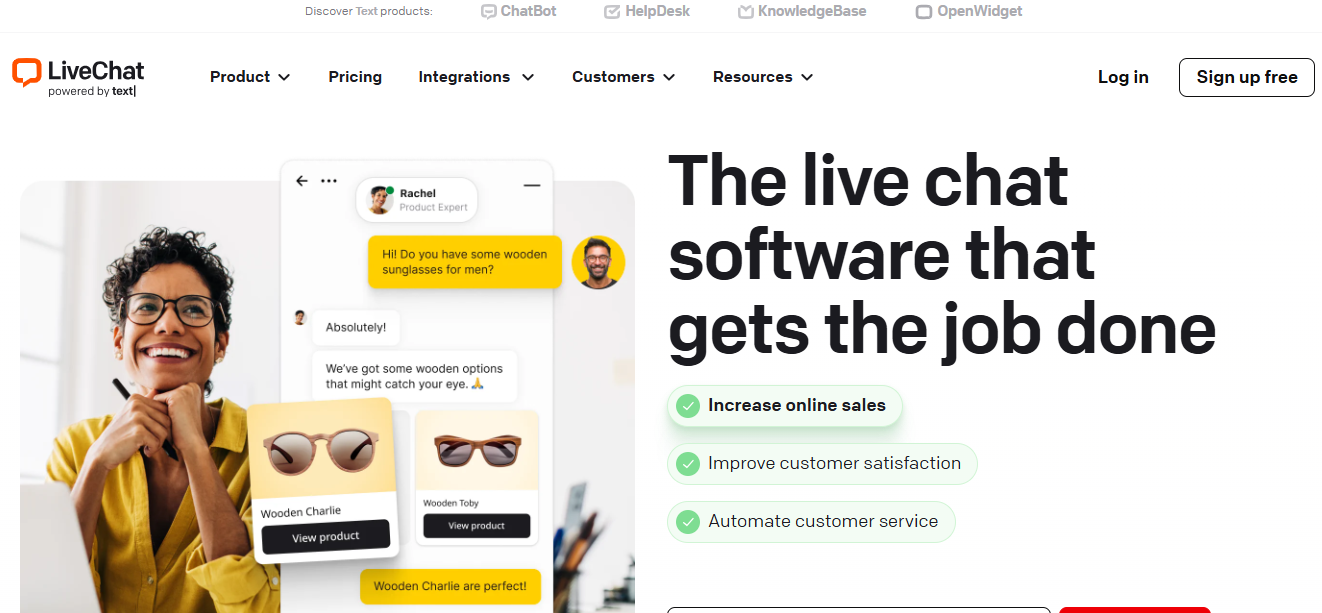 Discover Text products:
ChatBot
HelpDesk
KnowledgeBase
OpenWidget
LiveChat
powered by text|
Product
Pricing
Integrations
Customers
Resources
Log in
Sign up free
Rachel
Product Expert
Hi! Do you have some wooden
sunglasses for men?
Absolutely!
We've got some wooden options
that might catch your eye. 🙏
Wooden Charlie
View product
Wooden Toby
View product
Wooden Charlie are perfect!
The live chat
software that
gets the job done
Increase online sales
Improve customer satisfaction
Automate customer service